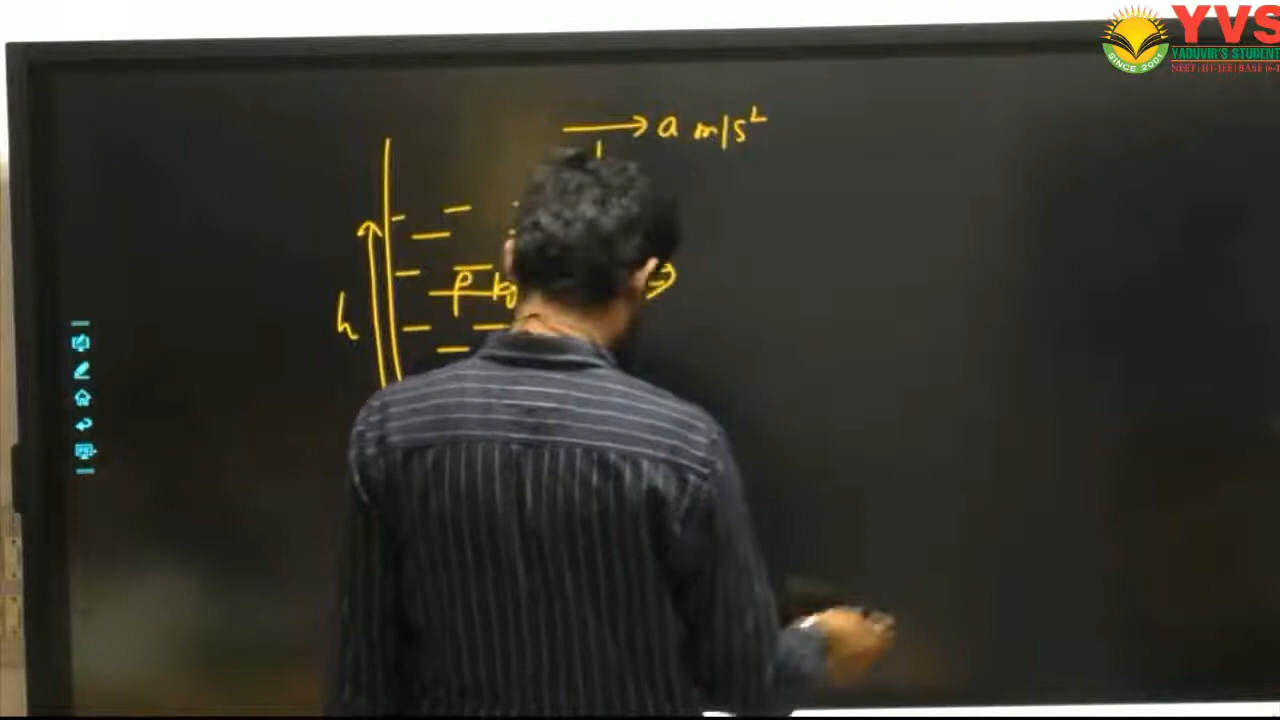 YVS
YADUVIR'S STUDENT
NEET | IIT-JEE | BASE (6-1
SINCE 2001
a m/s²
ρ
h